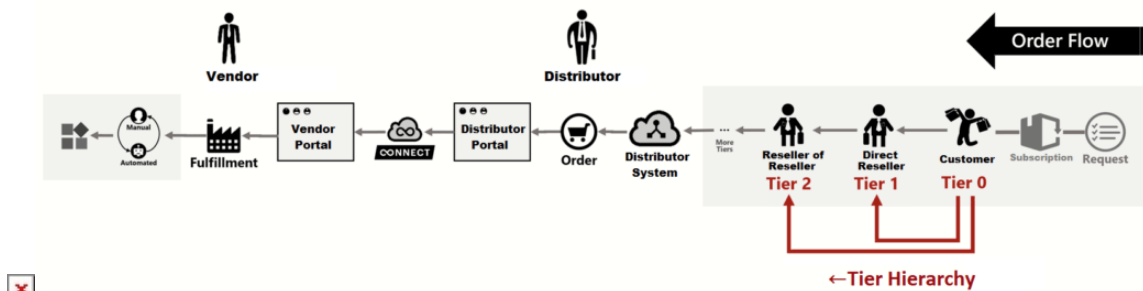 Order Flow
Vendor
Distributor
Manual
Automated
Fulfillment
Vendor
Portal
CONNECT
Distributor
Portal
Order
Distributor
System
...
More
Tiers
Reseller of
Reseller
Tier 2
Direct
Reseller
Tier 1
Customer
Tier 0
Subscription
Request
←Tier Hierarchy